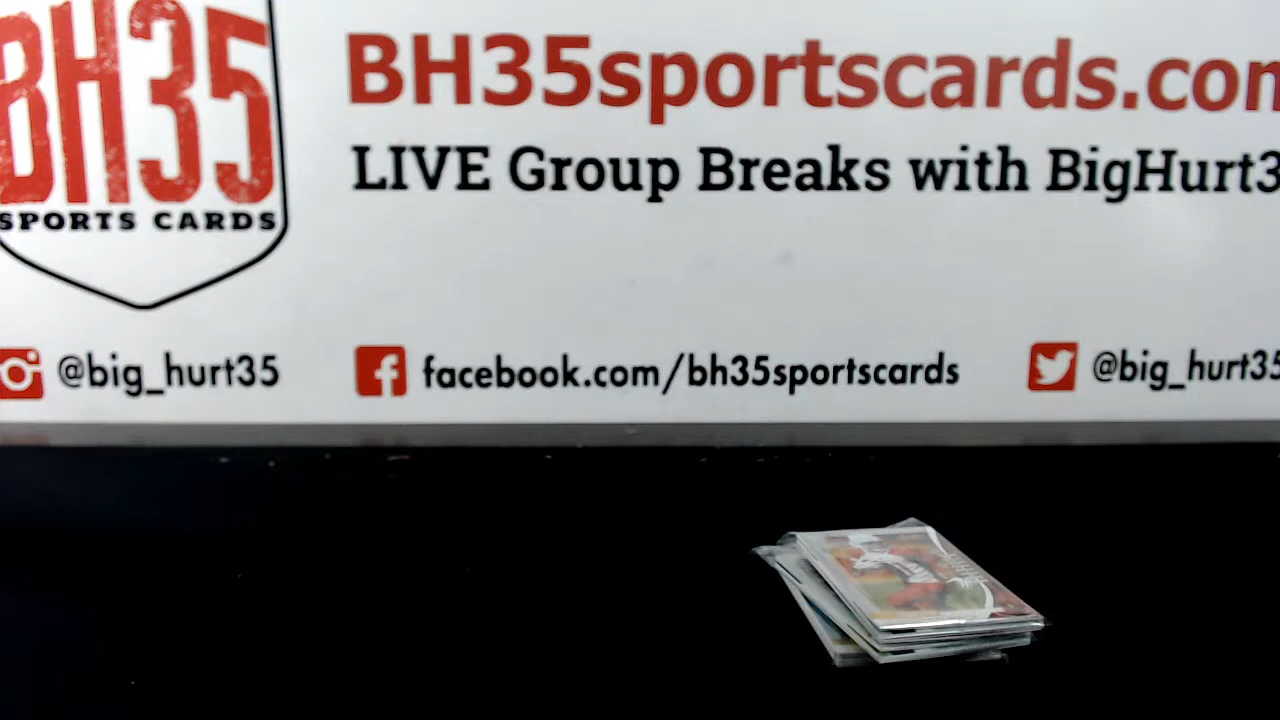 BH35
SPORTS CARDS
BH35sportscards.com
LIVE Group Breaks with BigHurt3
@big_hurt35
facebook.com/bh35sportscards
@big_hurt35